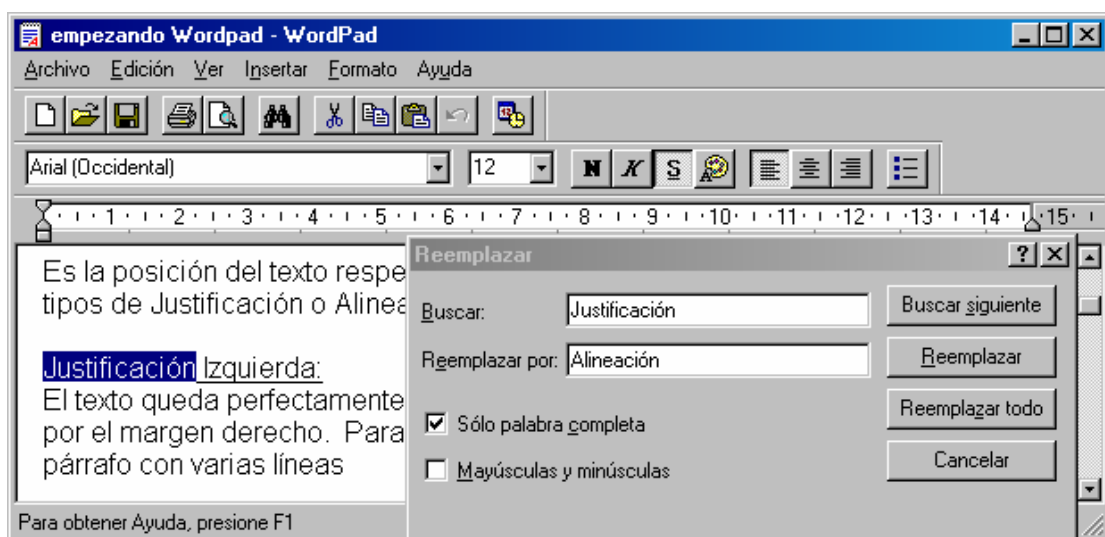 empezando Wordpad - WordPad
Archivo Edición Ver Insertar Formato Ayuda
Arial (Occidental) 12 N K S
1 2 3 4 5 6 7 8 9 10 11 12 13 14 15
Es la posición del texto respe
tipos de Justificación o Alinea
Justificación Izquierda:
El texto queda perfectamente
por el margen derecho. Para
párrafo con varias líneas
Reemplazar
Buscar: Justificación Buscar siguiente
Reemplazar por: Alineación Reemplazar
Sólo palabra completa Reemplazar todo
Mayúsculas y minúsculas Cancelar
Para obtener Ayuda, presione F1